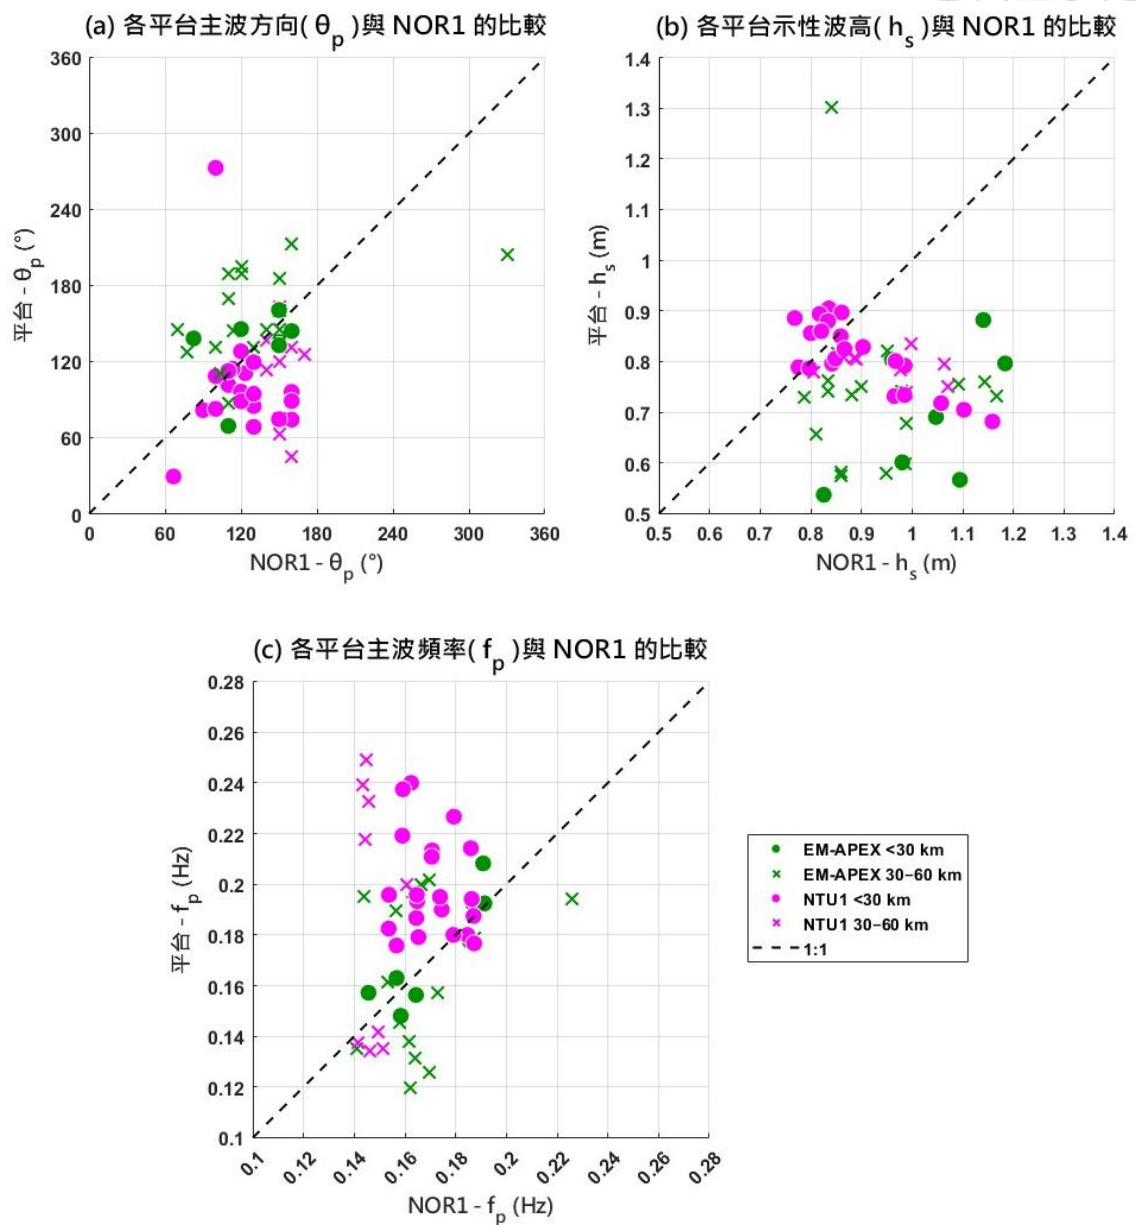 (a) 各平台主波方向( θp )與 NOR1 的比較
360
300
240
180
120
60
0
平台 - θp (°)
0 60 120 180 240 300 360
NOR1 - θp (°)
(b) 各平台示性波高( hs )與 NOR1 的比較
1.4
1.3
1.2
1.1
1
0.9
0.8
0.7
0.6
0.5
平台 - hs (m)
0.5 0.6 0.7 0.8 0.9 1 1.1 1.2 1.3 1.4
NOR1 - hs (m)
(c) 各平台主波頻率( fp )與 NOR1 的比較
0.28
0.26
0.24
0.22
0.2
0.18
0.16
0.14
0.12
0.1
平台 - fp (Hz)
0.1 0.12 0.14 0.16 0.18 0.2 0.22 0.24 0.26 0.28
NOR1 - fp (Hz)
EM-APEX <30 km
EM-APEX 30–60 km
NTU1 <30 km
NTU1 30–60 km
1:1